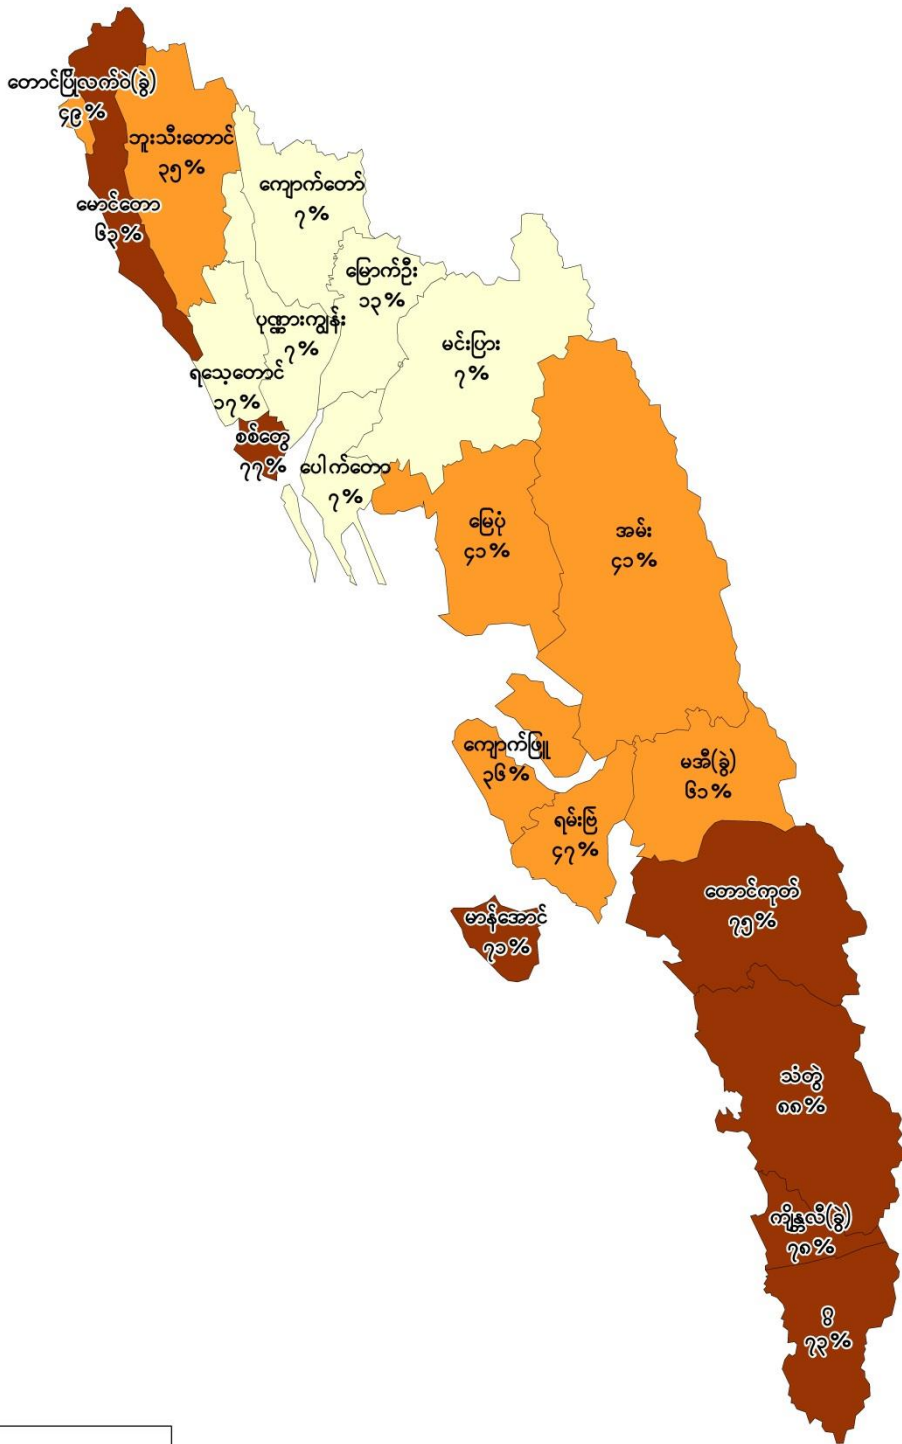 တောင်ပြိုလက်ဝဲ(ခွဲ)
၄၉%
ဘူးသီးတောင်
၃၅%
မောင်တော
၆၃%
ကျောက်တော်
၇%
မြောက်ဦး
၁၃%
ပုဏ္ဏားကျွန်း
၇%
မင်းပြား
၇%
ရသေ့တောင်
၁၇%
စစ်တွေ
၇၇%
ပေါက်တော
၇%
မြေပုံ
၄၁%
အမ်း
၄၁%
ကျောက်ဖြူ
၃၆%
မအီ(ခွဲ)
၆၁%
ရမ်းဗြဲ
၄၇%
တောင်ကုတ်
၇၅%
မာန်အောင်
၇၁%
သံတွဲ
၈၈%
ကျိန္တလီ(ခွဲ)
၇၈%
ဂွ
၇၃%